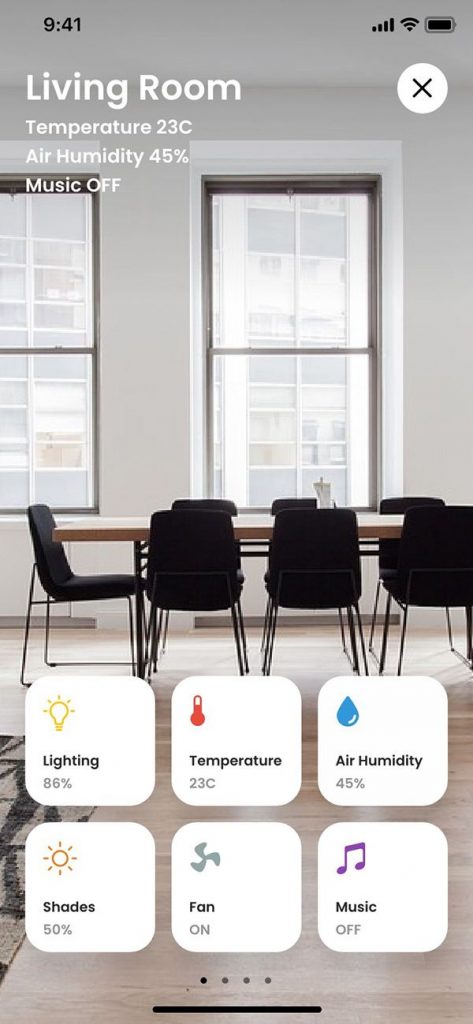 9:41
Living Room
Temperature 23C
Air Humidity 45%
Music OFF
Lighting
86%
Temperature
23C
Air Humidity
45%
Shades
50%
Fan
ON
Music
OFF